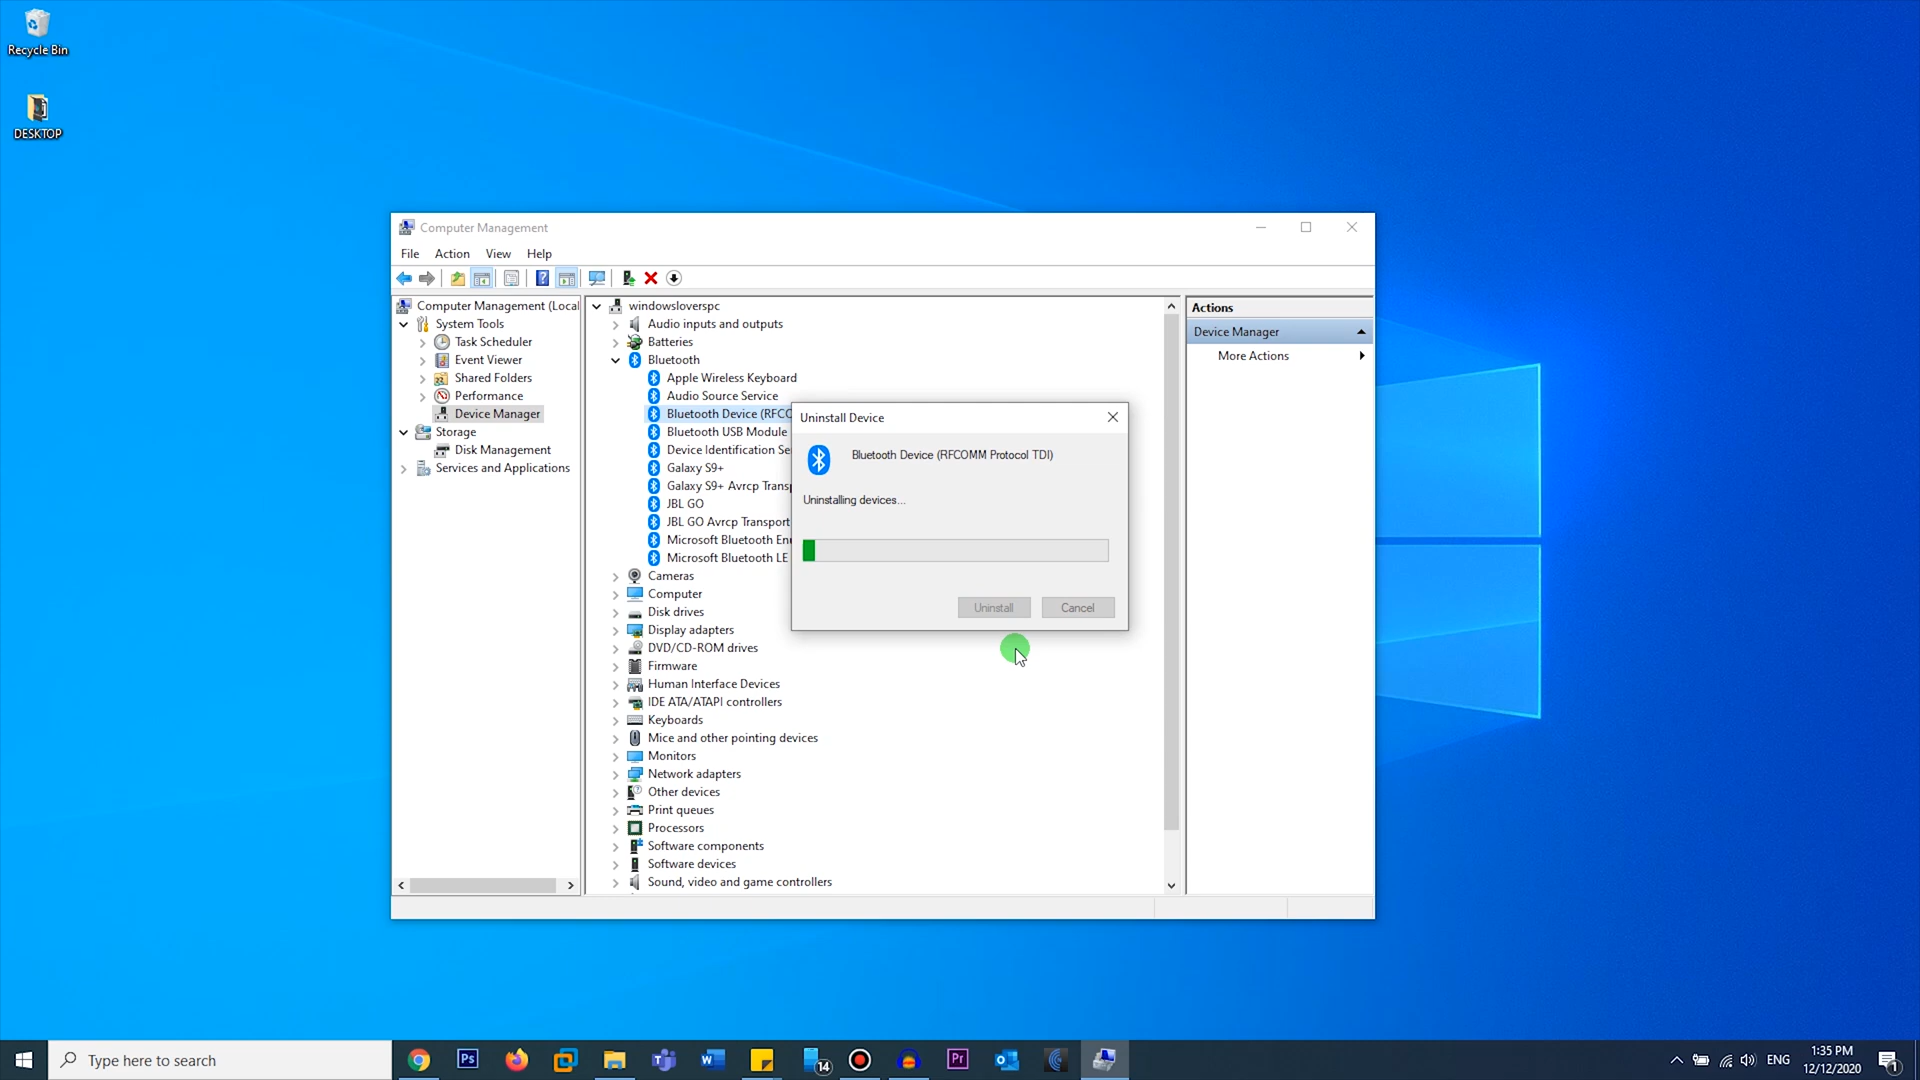 Recycle Bin
DESKTOP
Computer Management
File Action View Help
Computer Management (Local
System Tools
Task Scheduler
Event Viewer
Shared Folders
Performance
Device Manager
Storage
Disk Management
Services and Applications
windowsloverspc
Audio inputs and outputs
Batteries
Bluetooth
Apple Wireless Keyboard
Audio Source Service
Bluetooth Device (RFCO
Bluetooth USB Module
Device Identification Se
Galaxy S9+
Galaxy S9+ Avrcp Transp
JBL GO
JBL GO Avrcp Transport
Microsoft Bluetooth Enu
Microsoft Bluetooth LE
Cameras
Computer
Disk drives
Display adapters
DVD/CD-ROM drives
Firmware
Human Interface Devices
IDE ATA/ATAPI controllers
Keyboards
Mice and other pointing devices
Monitors
Network adapters
Other devices
Print queues
Processors
Software components
Software devices
Sound, video and game controllers
Uninstall Device
Bluetooth Device (RFCOMM Protocol TDI)
Uninstalling devices...
Uninstall
Cancel
Actions
Device Manager
More Actions
Type here to search
Ps
14
Pr
ENG
1:35 PM
12/12/2020
1